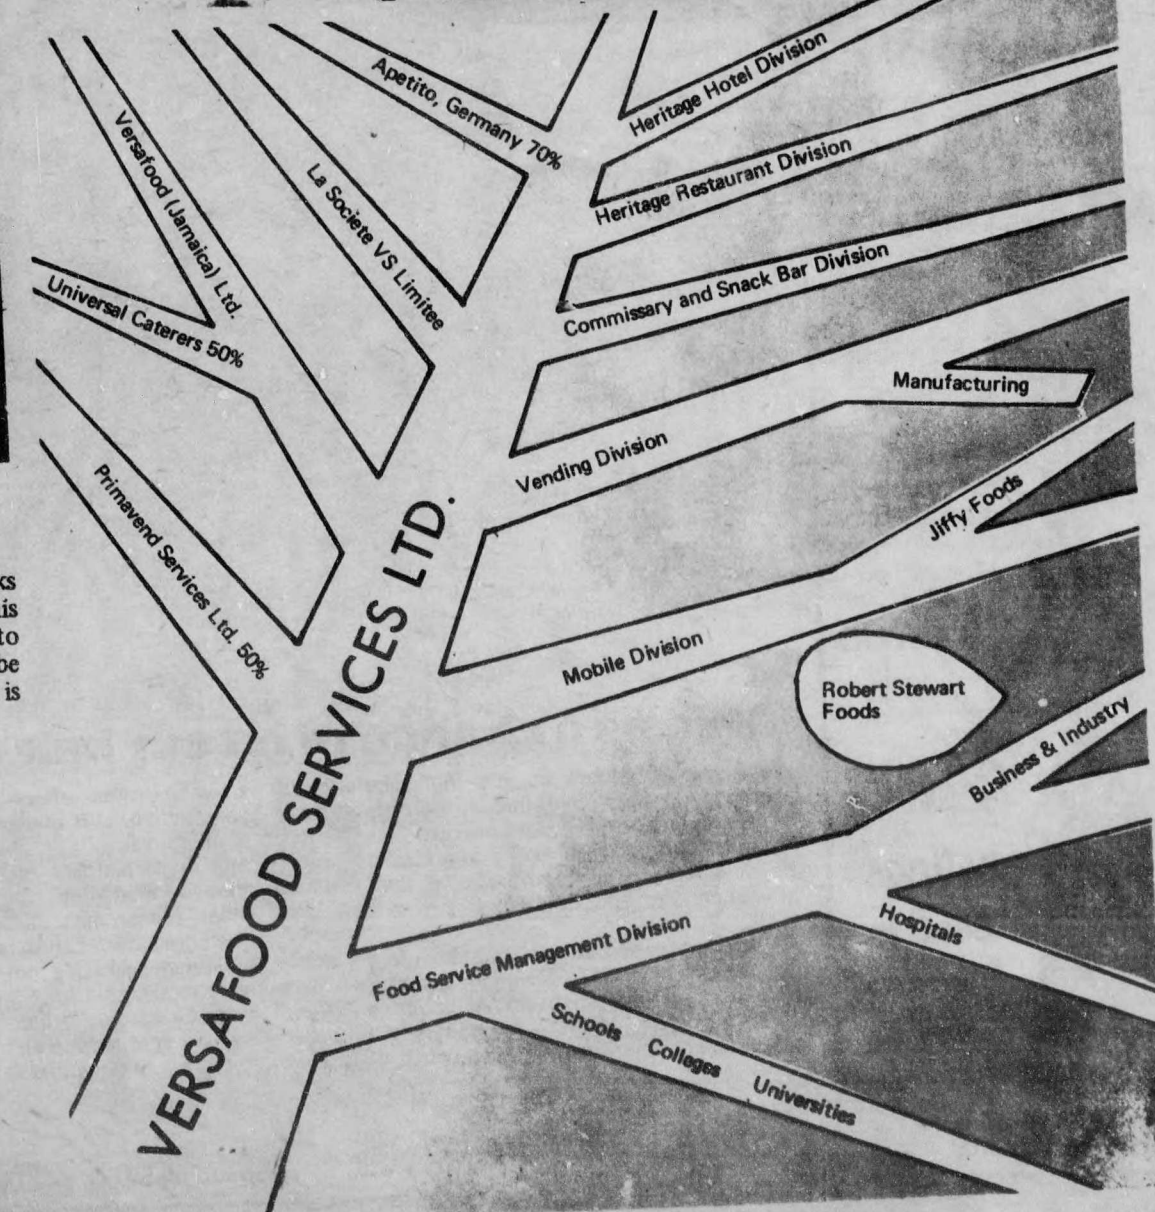 Apetito, Germany 70%
Heritage Hotel Division
Versafood (Jamaica) Ltd.
La Societe VS Limitee
Heritage Restaurant Division
Universal Caterers 50%
Commissary and Snack Bar Division
Manufacturing
Vending Division
Primavend Services Ltd. 50%
Jiffy Foods
VERSAFOOD SERVICES LTD.
Mobile Division
Robert Stewart
Foods
Business & Industry
Food Service Management Division
Hospitals
Schools Colleges Universities
to
is